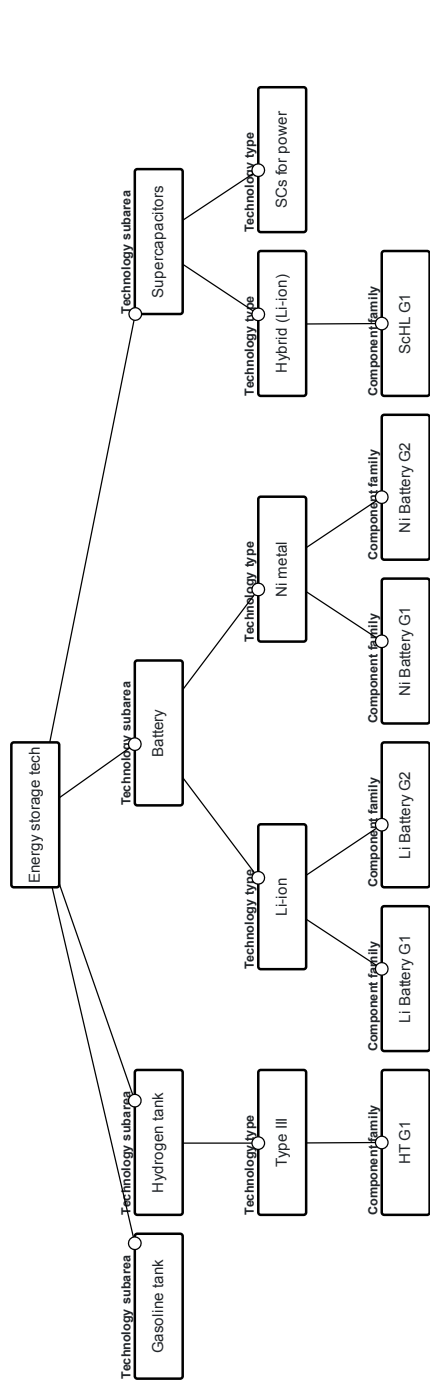 Energy storage tech
Technology subarea
Gasoline tank
Technology subarea
Hydrogen tank
Technology subarea
Battery
Technology subarea
Supercapacitors
Technology type
Type III
Technology type
Li-ion
Technology type
Ni metal
Technology type
Hybrid (Li-ion)
Technology type
SCs for power
Component family
HT G1
Component family
Li Battery G1
Component family
Li Battery G2
Component family
Ni Battery G1
Component family
Ni Battery G2
Component family
ScHL G1